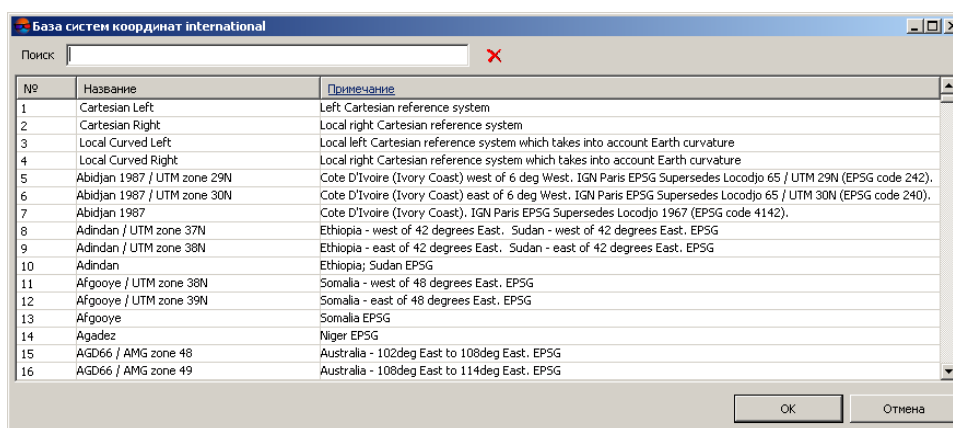 База систем координат international
Поиск
№ Название Примечание
1 Cartesian Left Left Cartesian reference system
2 Cartesian Right Local right Cartesian reference system
3 Local Curved Left Local left Cartesian reference system which takes into account Earth curvature
4 Local Curved Right Local right Cartesian reference system which takes into account Earth curvature
5 Abidjan 1987 / UTM zone 29N Cote D'Ivoire (Ivory Coast) west of 6 deg West. IGN Paris EPSG Supersedes Locodjo 65 / UTM 29N (EPSG code 242).
6 Abidjan 1987 / UTM zone 30N Cote D'Ivoire (Ivory Coast) east of 6 deg West. IGN Paris EPSG Supersedes Locodjo 65 / UTM 30N (EPSG code 240).
7 Abidjan 1987 Cote D'Ivoire (Ivory Coast). IGN Paris EPSG Supersedes Locodjo 1967 (EPSG code 4142).
8 Adindan / UTM zone 37N Ethiopia - west of 42 degrees East. Sudan - west of 42 degrees East. EPSG
9 Adindan / UTM zone 38N Ethiopia - east of 42 degrees East. Sudan - east of 42 degrees East. EPSG
10 Adindan Ethiopia; Sudan EPSG
11 Afgooye / UTM zone 38N Somalia - west of 48 degrees East. EPSG
12 Afgooye / UTM zone 39N Somalia - east of 48 degrees East. EPSG
13 Afgooye Somalia EPSG
14 Agadez Niger EPSG
15 AGD66 / AMG zone 48 Australia - 102deg East to 108deg East. EPSG
16 AGD66 / AMG zone 49 Australia - 108deg East to 114deg East. EPSG
OK Отмена